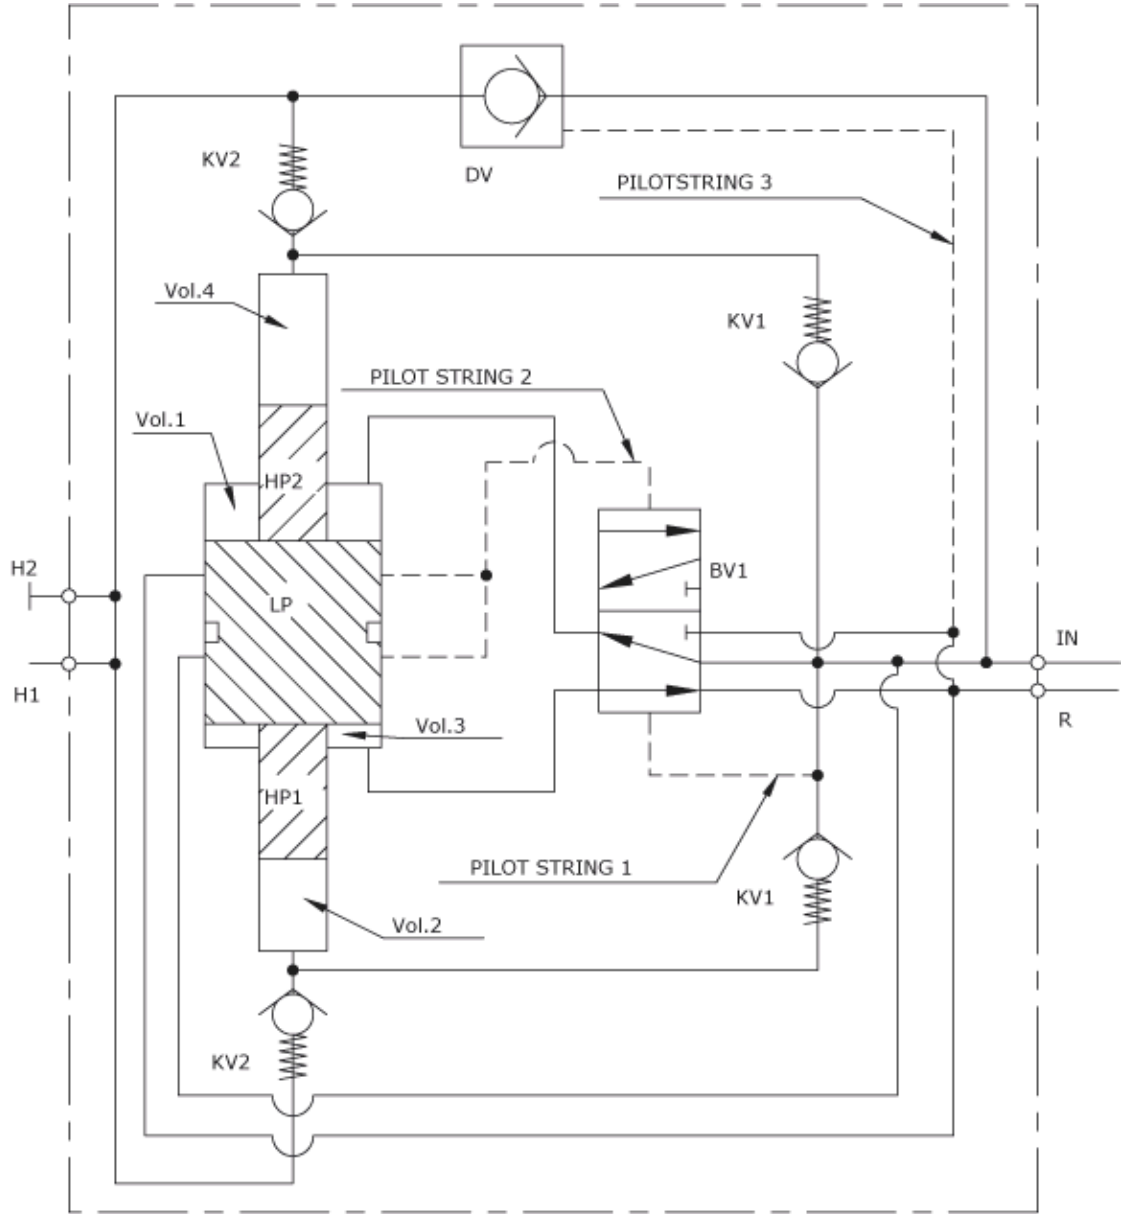 KV2
DV
PILOTSTRING 3
Vol.4
KV1
PILOT STRING 2
Vol.1
HP2
H2
BV1
LP
IN
H1
R
Vol.3
HP1
PILOT STRING 1
KV1
Vol.2
KV2